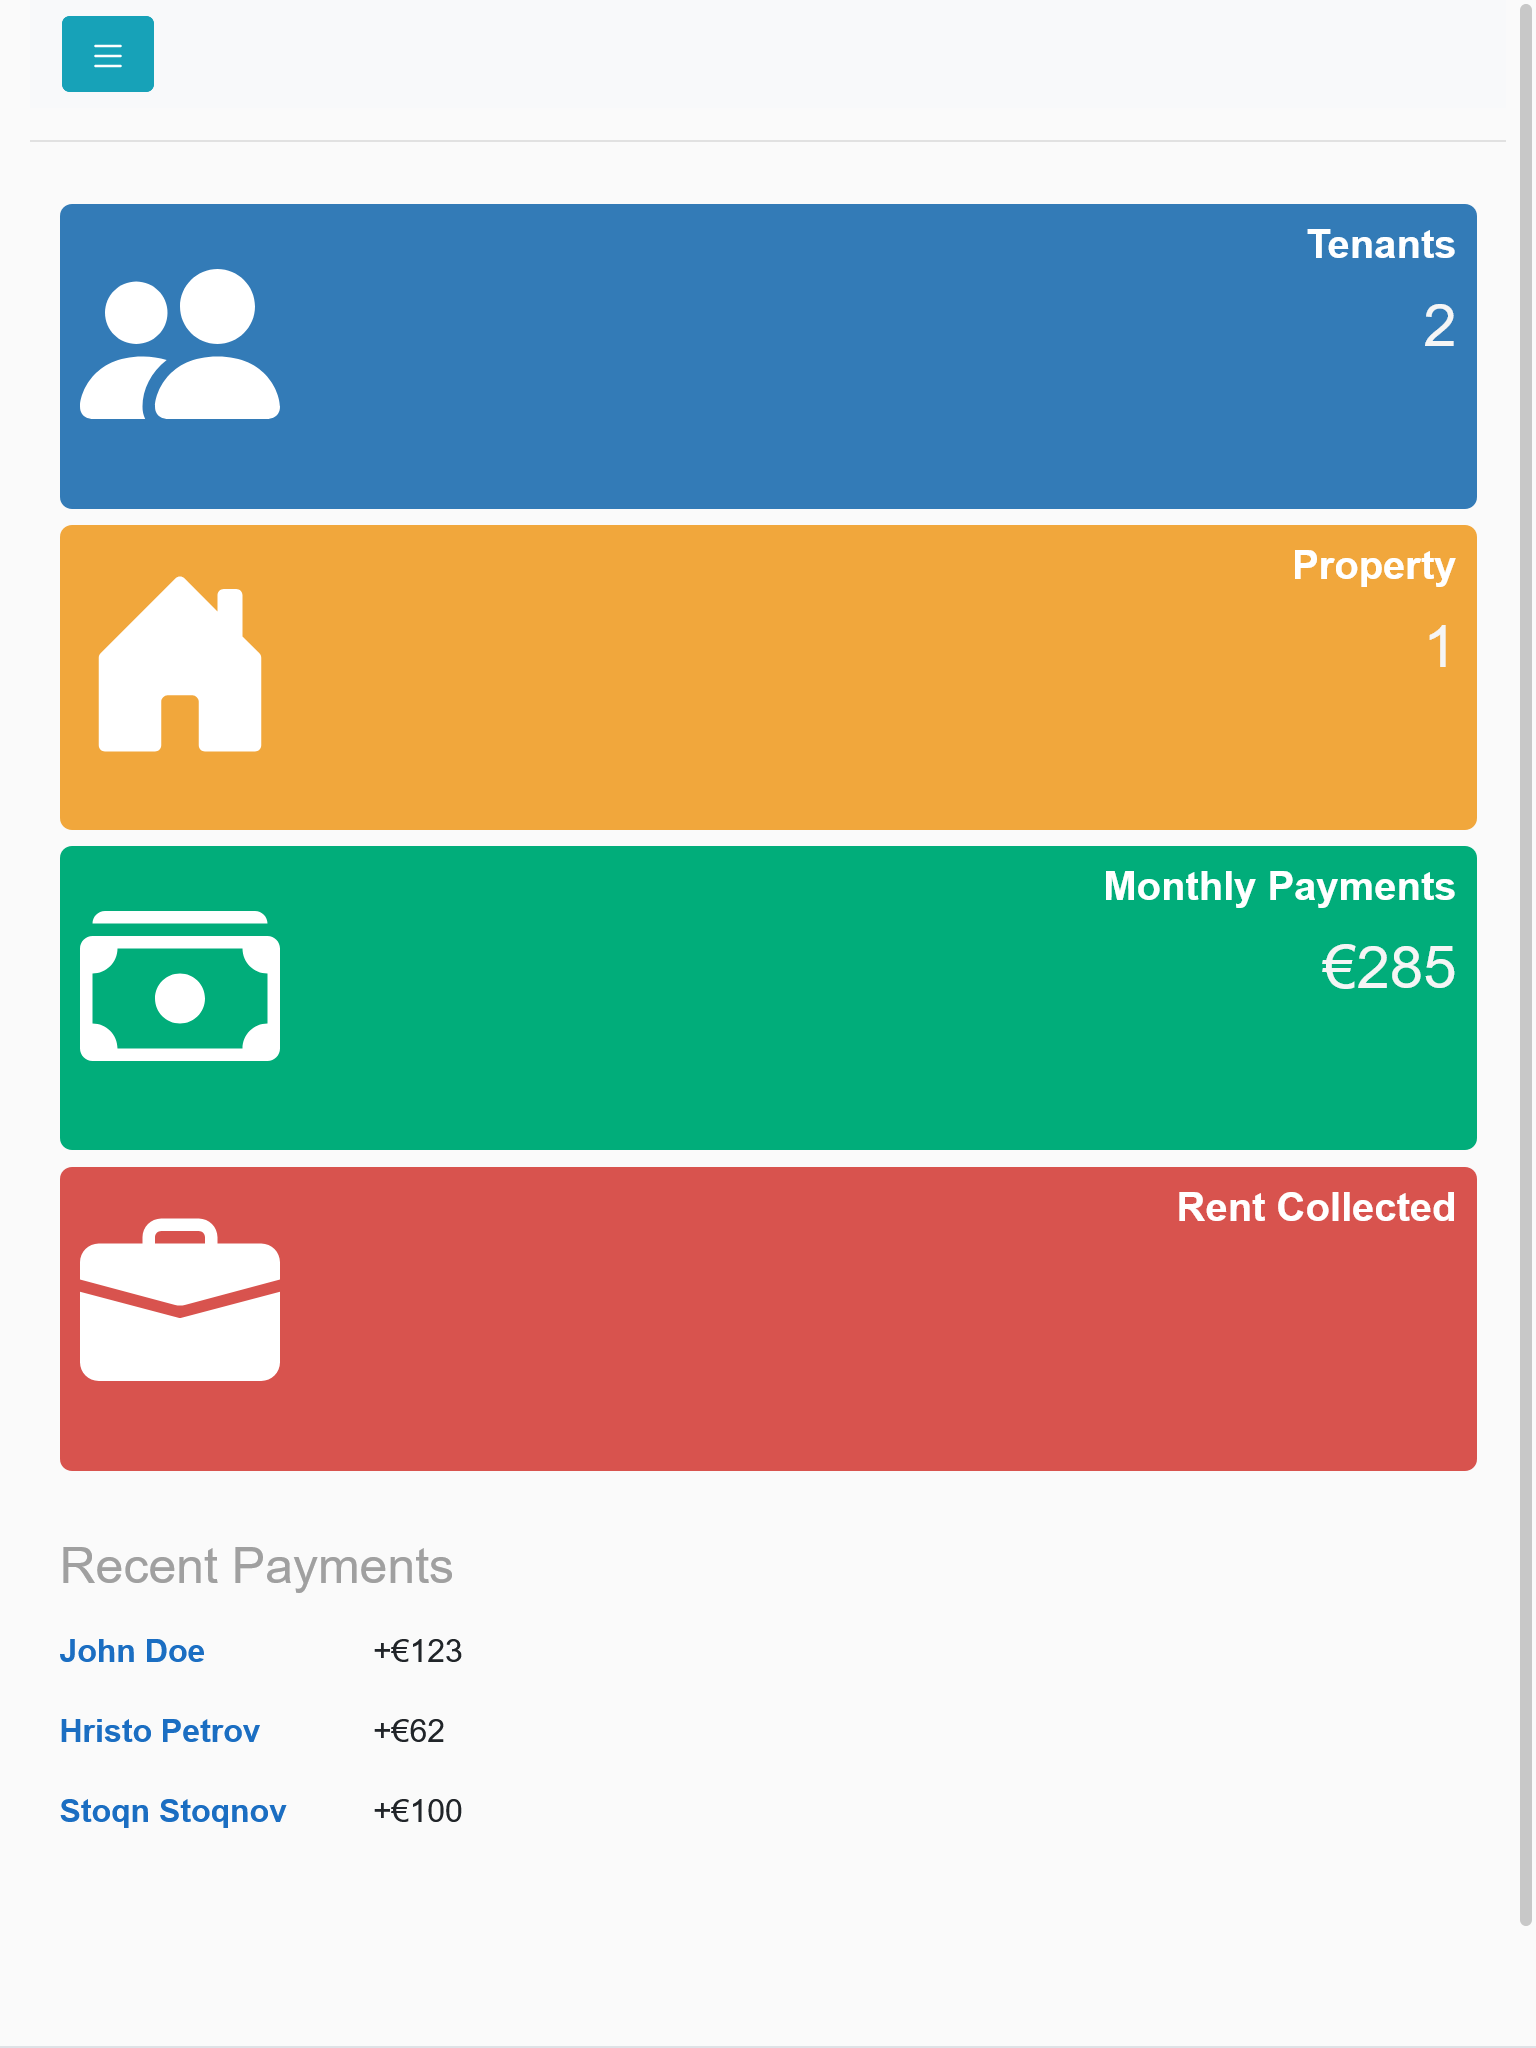 Tenants
2
Property
1
Monthly Payments
€285
Rent Collected
Recent Payments
John Doe +€123
Hristo Petrov +€62
Stoqn Stoqnov +€100